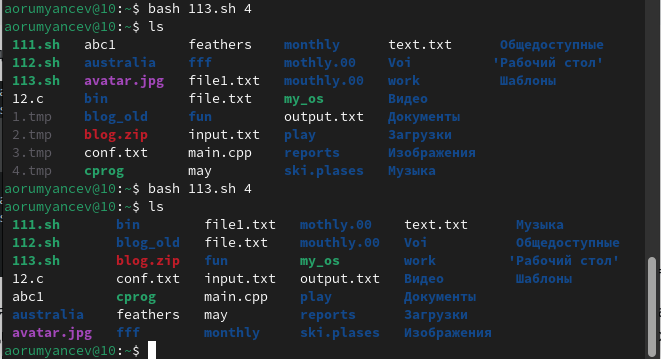 aorumyancev@10:~$ bash 113.sh 4
aorumyancev@10:~$ ls
111.sh abc1 feathers monthly text.txt Общедоступные
112.sh australia fff mothly.00 Voi 'Рабочий стол'
113.sh avatar.jpg file1.txt mouthly.00 work Шаблоны
12.c bin file.txt my_os Видео
1.tmp blog_old fun output.txt Документы
2.tmp blog.zip input.txt play Загрузки
3.tmp conf.txt main.cpp reports Изображения
4.tmp cprog may ski.plases Музыка
aorumyancev@10:~$ bash 113.sh 4
aorumyancev@10:~$ ls
111.sh bin file1.txt mothly.00 text.txt Музыка
112.sh blog_old file.txt mouthly.00 Voi Общедоступные
113.sh blog.zip fun my_os work 'Рабочий стол'
12.c conf.txt input.txt output.txt Видео Шаблоны
abc1 cprog main.cpp play Документы
australia feathers may reports Загрузки
avatar.jpg fff monthly ski.plases Изображения
aorumyancev@10:~$